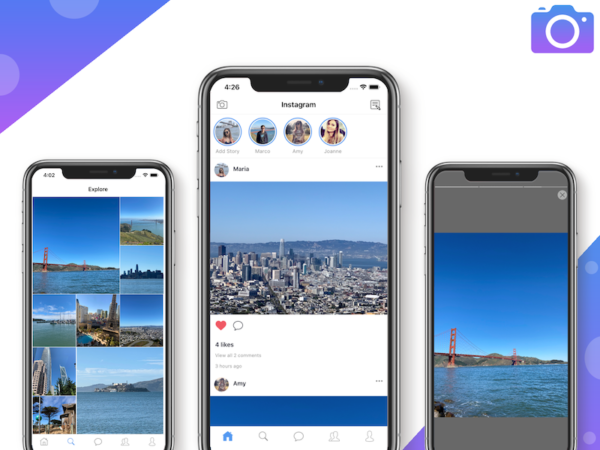 4:02
Explore
4:26
Instagram
Add Story Marco Amy Joanne
Maria
4 likes
View all 5 comments
3 hours ago
Amy